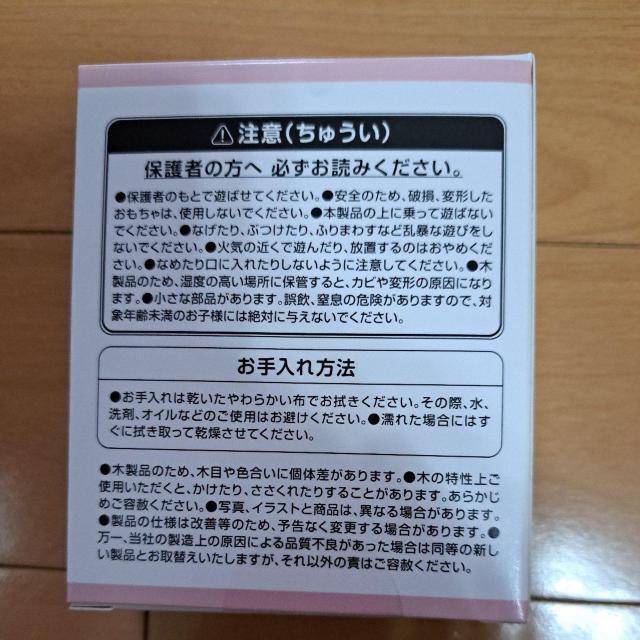 ⚠注意(ちゅうい)
保護者の方へ 必ずお読みください。
●保護者のもとで遊ばせてください。●安全のため、破損、変形した
おもちゃは、使用しないでください。●本製品の上に乗って遊ばない
でください。●なげたり、ぶつけたり、ふりまわすなど乱暴な遊びをし
ないでください。●火気の近くで遊んだり、放置するのはおやめくだ
さい。●なめたり口に入れたりしないように注意してください。●木
製品のため、湿度の高い場所に保管すると、カビや変形の原因になり
ます。●小さな部品があります。誤飲、窒息の危険がありますので、対
象年齢未満のお子様には絶対に与えないでください。
お手入れ方法
●お手入れは乾いたやわらかい布でお拭きください。その際、水、
洗剤、オイルなどのご使用はお避けください。●濡れた場合にはす
ぐに拭き取って乾燥させてください。
●木製品のため、木目や色合いに個体差があります。●木の特性上ご
使用いただくと、かけたり、ささくれたりすることがあります。あらかじ
めご容赦ください。●写真、イラストと商品は、異なる場合があります。
●製品の仕様は改善等のため、予告なく変更する場合があります。●
万一、当社の製造上の原因による品質不良があった場合は同等の新し
い製品とお取替えいたしますが、それ以外の責はご容赦ください。